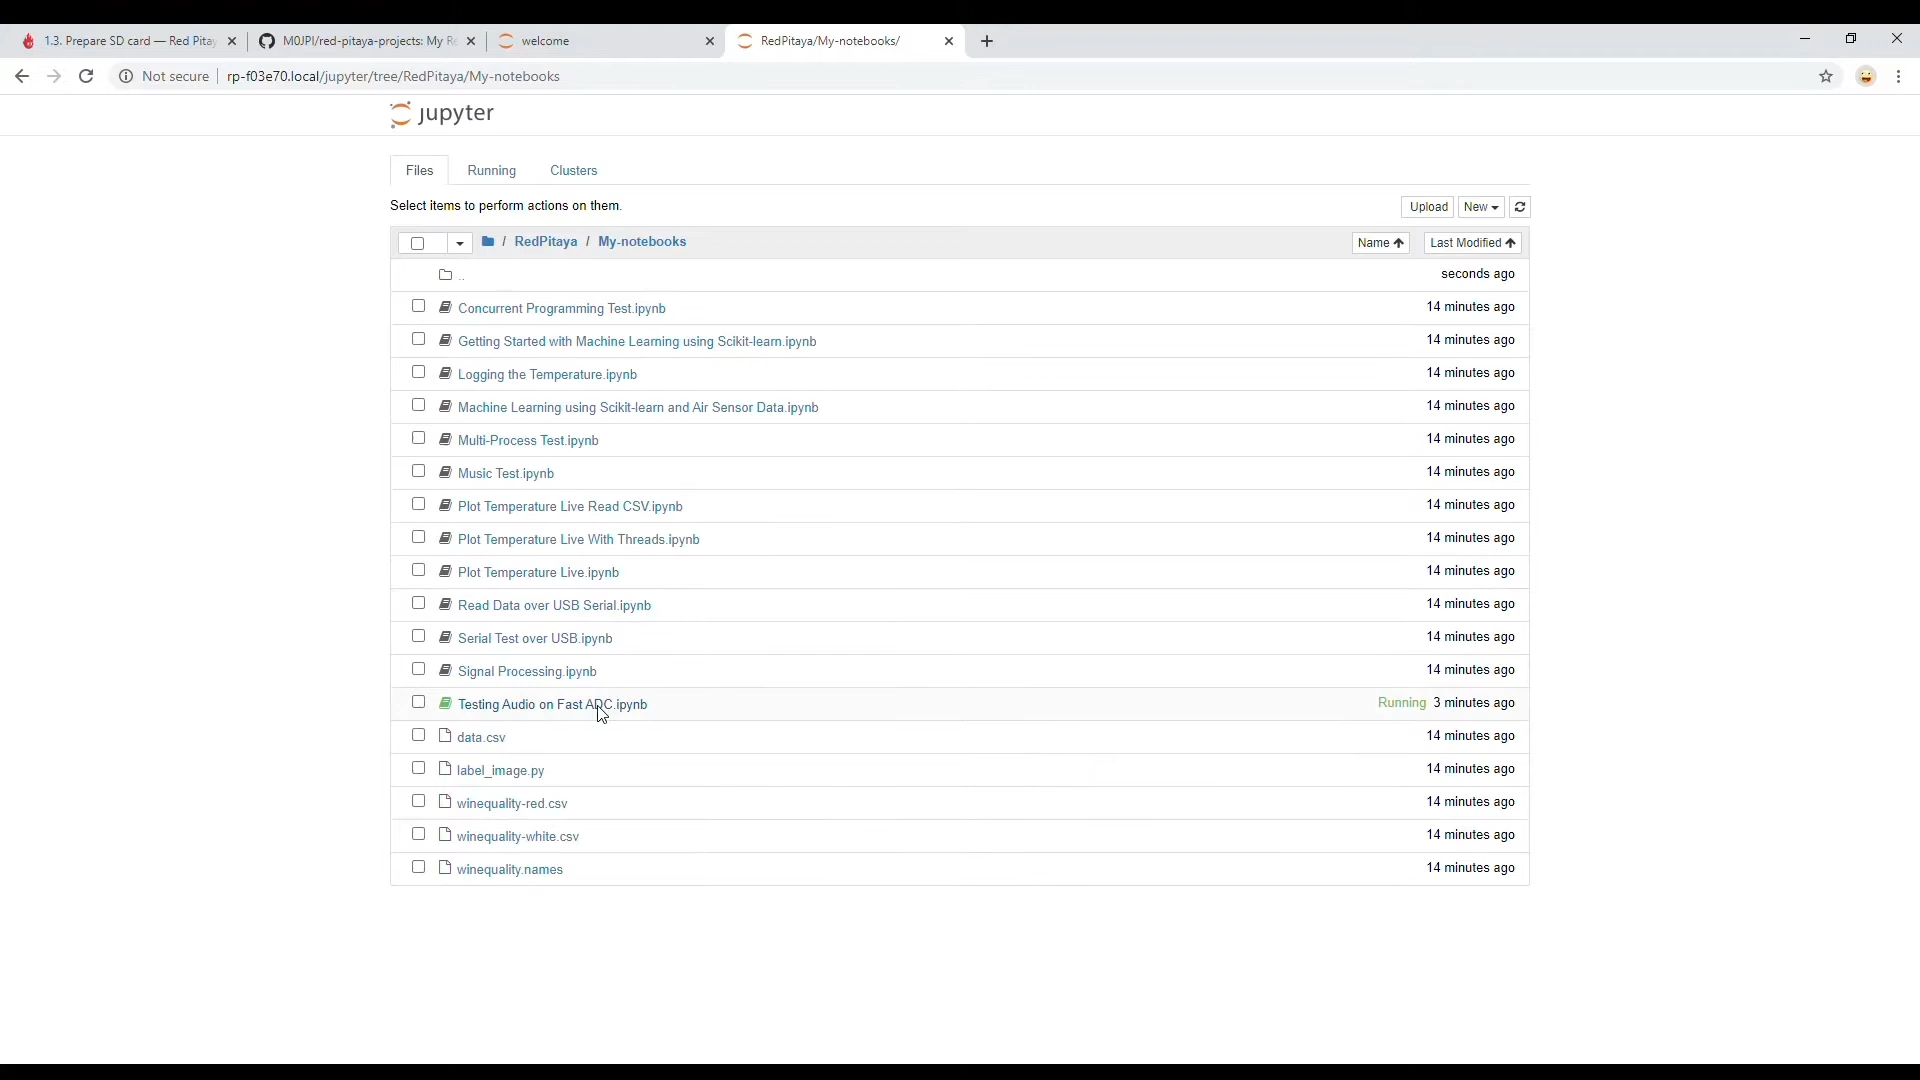 1.3. Prepare SD card — Red Pitay
M0JPI/red-pitaya-projects: My Re
welcome
RedPitaya/My-notebooks/
Not secure
rp-f03e70.local/jupyter/tree/RedPitaya/My-notebooks
jupyter
Files Running Clusters
Select items to perform actions on them.
Upload New
/ RedPitaya / My-notebooks
Name Last Modified
.. seconds ago
Concurrent Programming Test.ipynb 14 minutes ago
Getting Started with Machine Learning using Scikit-learn.ipynb 14 minutes ago
Logging the Temperature.ipynb 14 minutes ago
Machine Learning using Scikit-learn and Air Sensor Data.ipynb 14 minutes ago
Multi-Process Test.ipynb 14 minutes ago
Music Test.ipynb 14 minutes ago
Plot Temperature Live Read CSV.ipynb 14 minutes ago
Plot Temperature Live With Threads.ipynb 14 minutes ago
Plot Temperature Live.ipynb 14 minutes ago
Read Data over USB Serial.ipynb 14 minutes ago
Serial Test over USB.ipynb 14 minutes ago
Signal Processing.ipynb 14 minutes ago
Testing Audio on Fast ADC.ipynb Running 3 minutes ago
data.csv 14 minutes ago
label_image.py 14 minutes ago
winequality-red.csv 14 minutes ago
winequality-white.csv 14 minutes ago
winequality.names 14 minutes ago